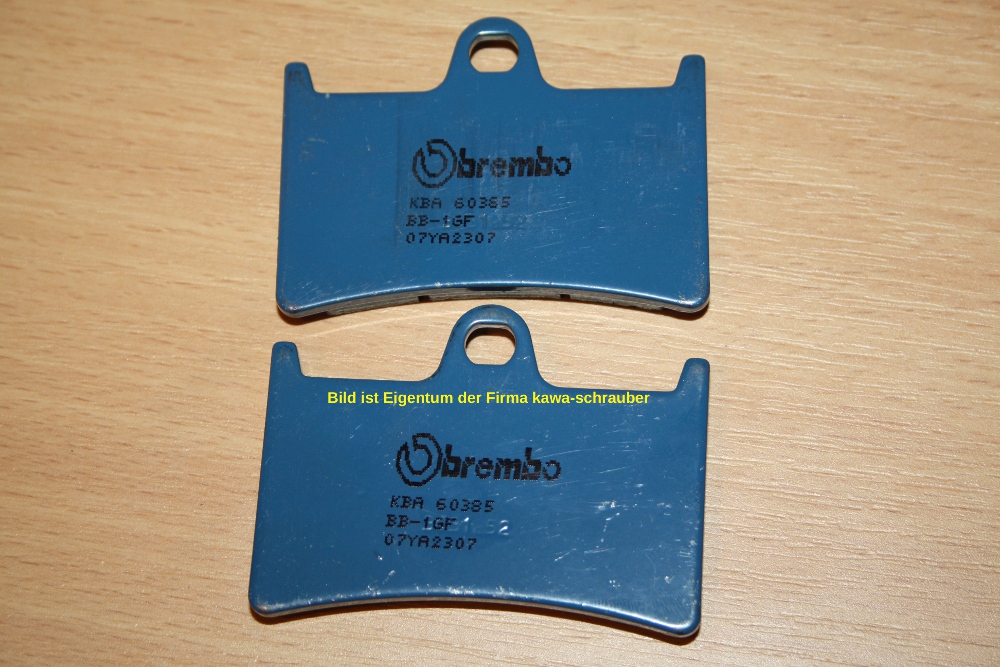 brembo
KBA 60385
BB-1GF
07YA2307
Bild ist Eigentum der Firma kawa-schrauber
brembo
KBA 60385
BB-1GF
07YA2307